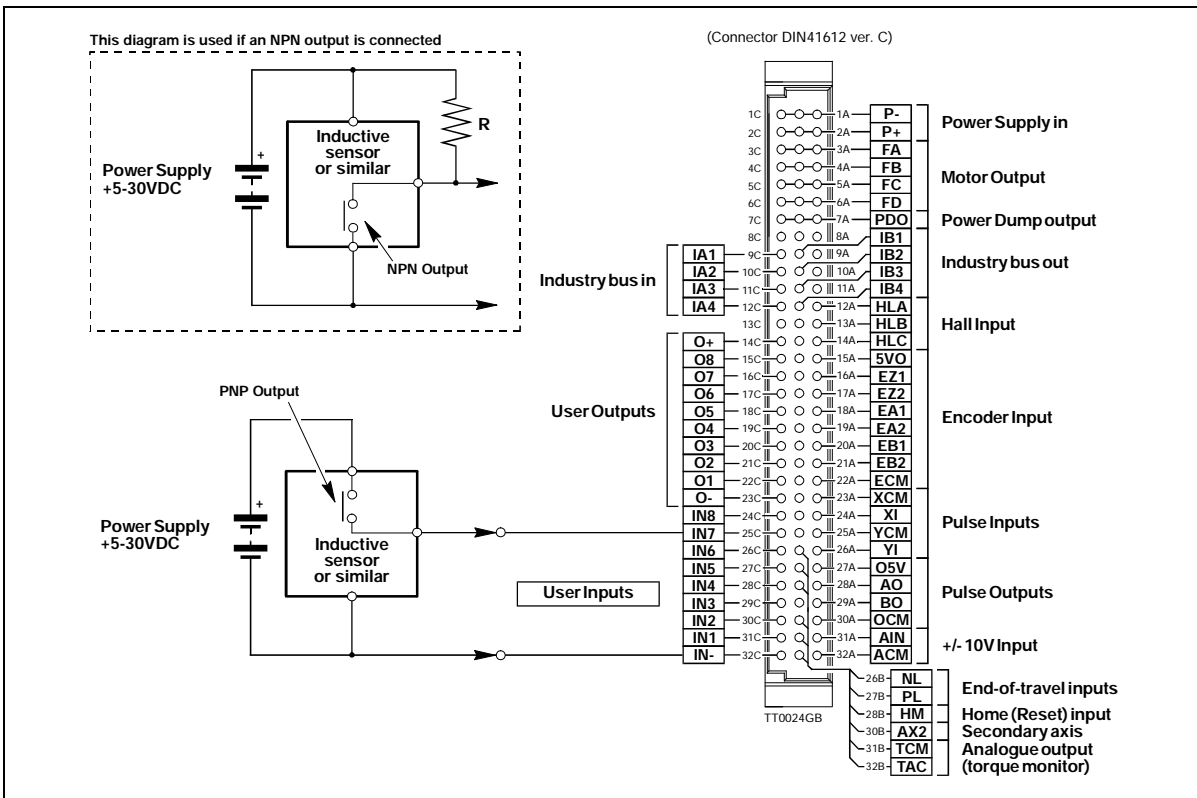 This diagram is used if an NPN output is connected
Power Supply
+5-30VDC
+
Inductive
sensor
or similar
R
NPN Output
PNP Output
Power Supply
+5-30VDC
+
Inductive
sensor
or similar
(Connector DIN41612 ver. C)
1C 1A P-
2C 2A P+
Power Supply in
3C 3A FA
4C 4A FB
5C 5A FC
6C 6A FD
Motor Output
7C 7A PDO Power Dump output
8C 8A IB1
IA1 9C 9A IB2
IA2 10C 10A IB3
IA3 11C 11A IB4
IA4 12C 12A HLA
Industry bus in
Industry bus out
13C 13A HLB
O+ 14C 14A HLC
Hall Input
O8 15C 15A 5VO
O7 16C 16A EZ1
O6 17C 17A EZ2
O5 18C 18A EA1
O4 19C 19A EA2
O3 20C 20A EB1
O2 21C 21A EB2
O1 22C 22A ECM
User Outputs
Encoder Input
O- 23C 23A XCM
IN8 24C 24A XI
IN7 25C 25A YCM
IN6 26C 26A YI
Pulse Inputs
IN5 27C 27A O5V
IN4 28C 28A AO
IN3 29C 29A BO
IN2 30C 30A OCM
User Inputs
Pulse Outputs
IN1 31C 31A AIN
IN- 32C 32A ACM
+/- 10V Input
26B NL
27B PL
End-of-travel inputs
28B HM Home (Reset) input
30B AX2 Secondary axis
31B TCM Analogue output
32B TAC (torque monitor)
TT0024GB